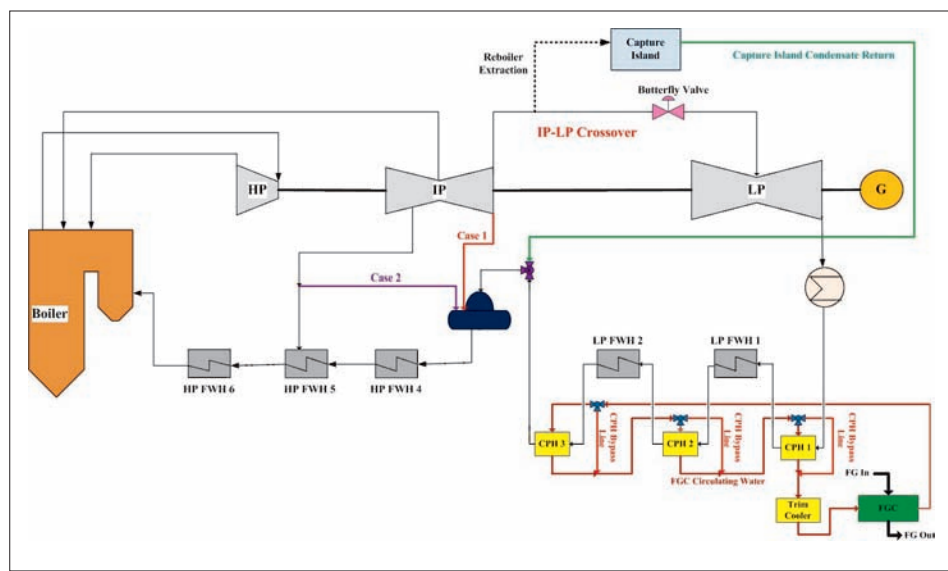 Capture
Island
Capture Island Condensate Return
Reboiler
Extraction
Butterfly Valve
IP-LP Crossover
HP
IP
LP
G
Case 1
Case 2
Boiler
HP FWH 6
HP FWH 5
HP FWH 4
LP FWH 2
LP FWH 1
CPH 3
CPH Bypass
Line
CPH 2
CPH Bypass
Line
CPH 1
CPH Bypass
Line
FGC Circulating Water
FG In
Trim
Cooler
FGC
FG Out